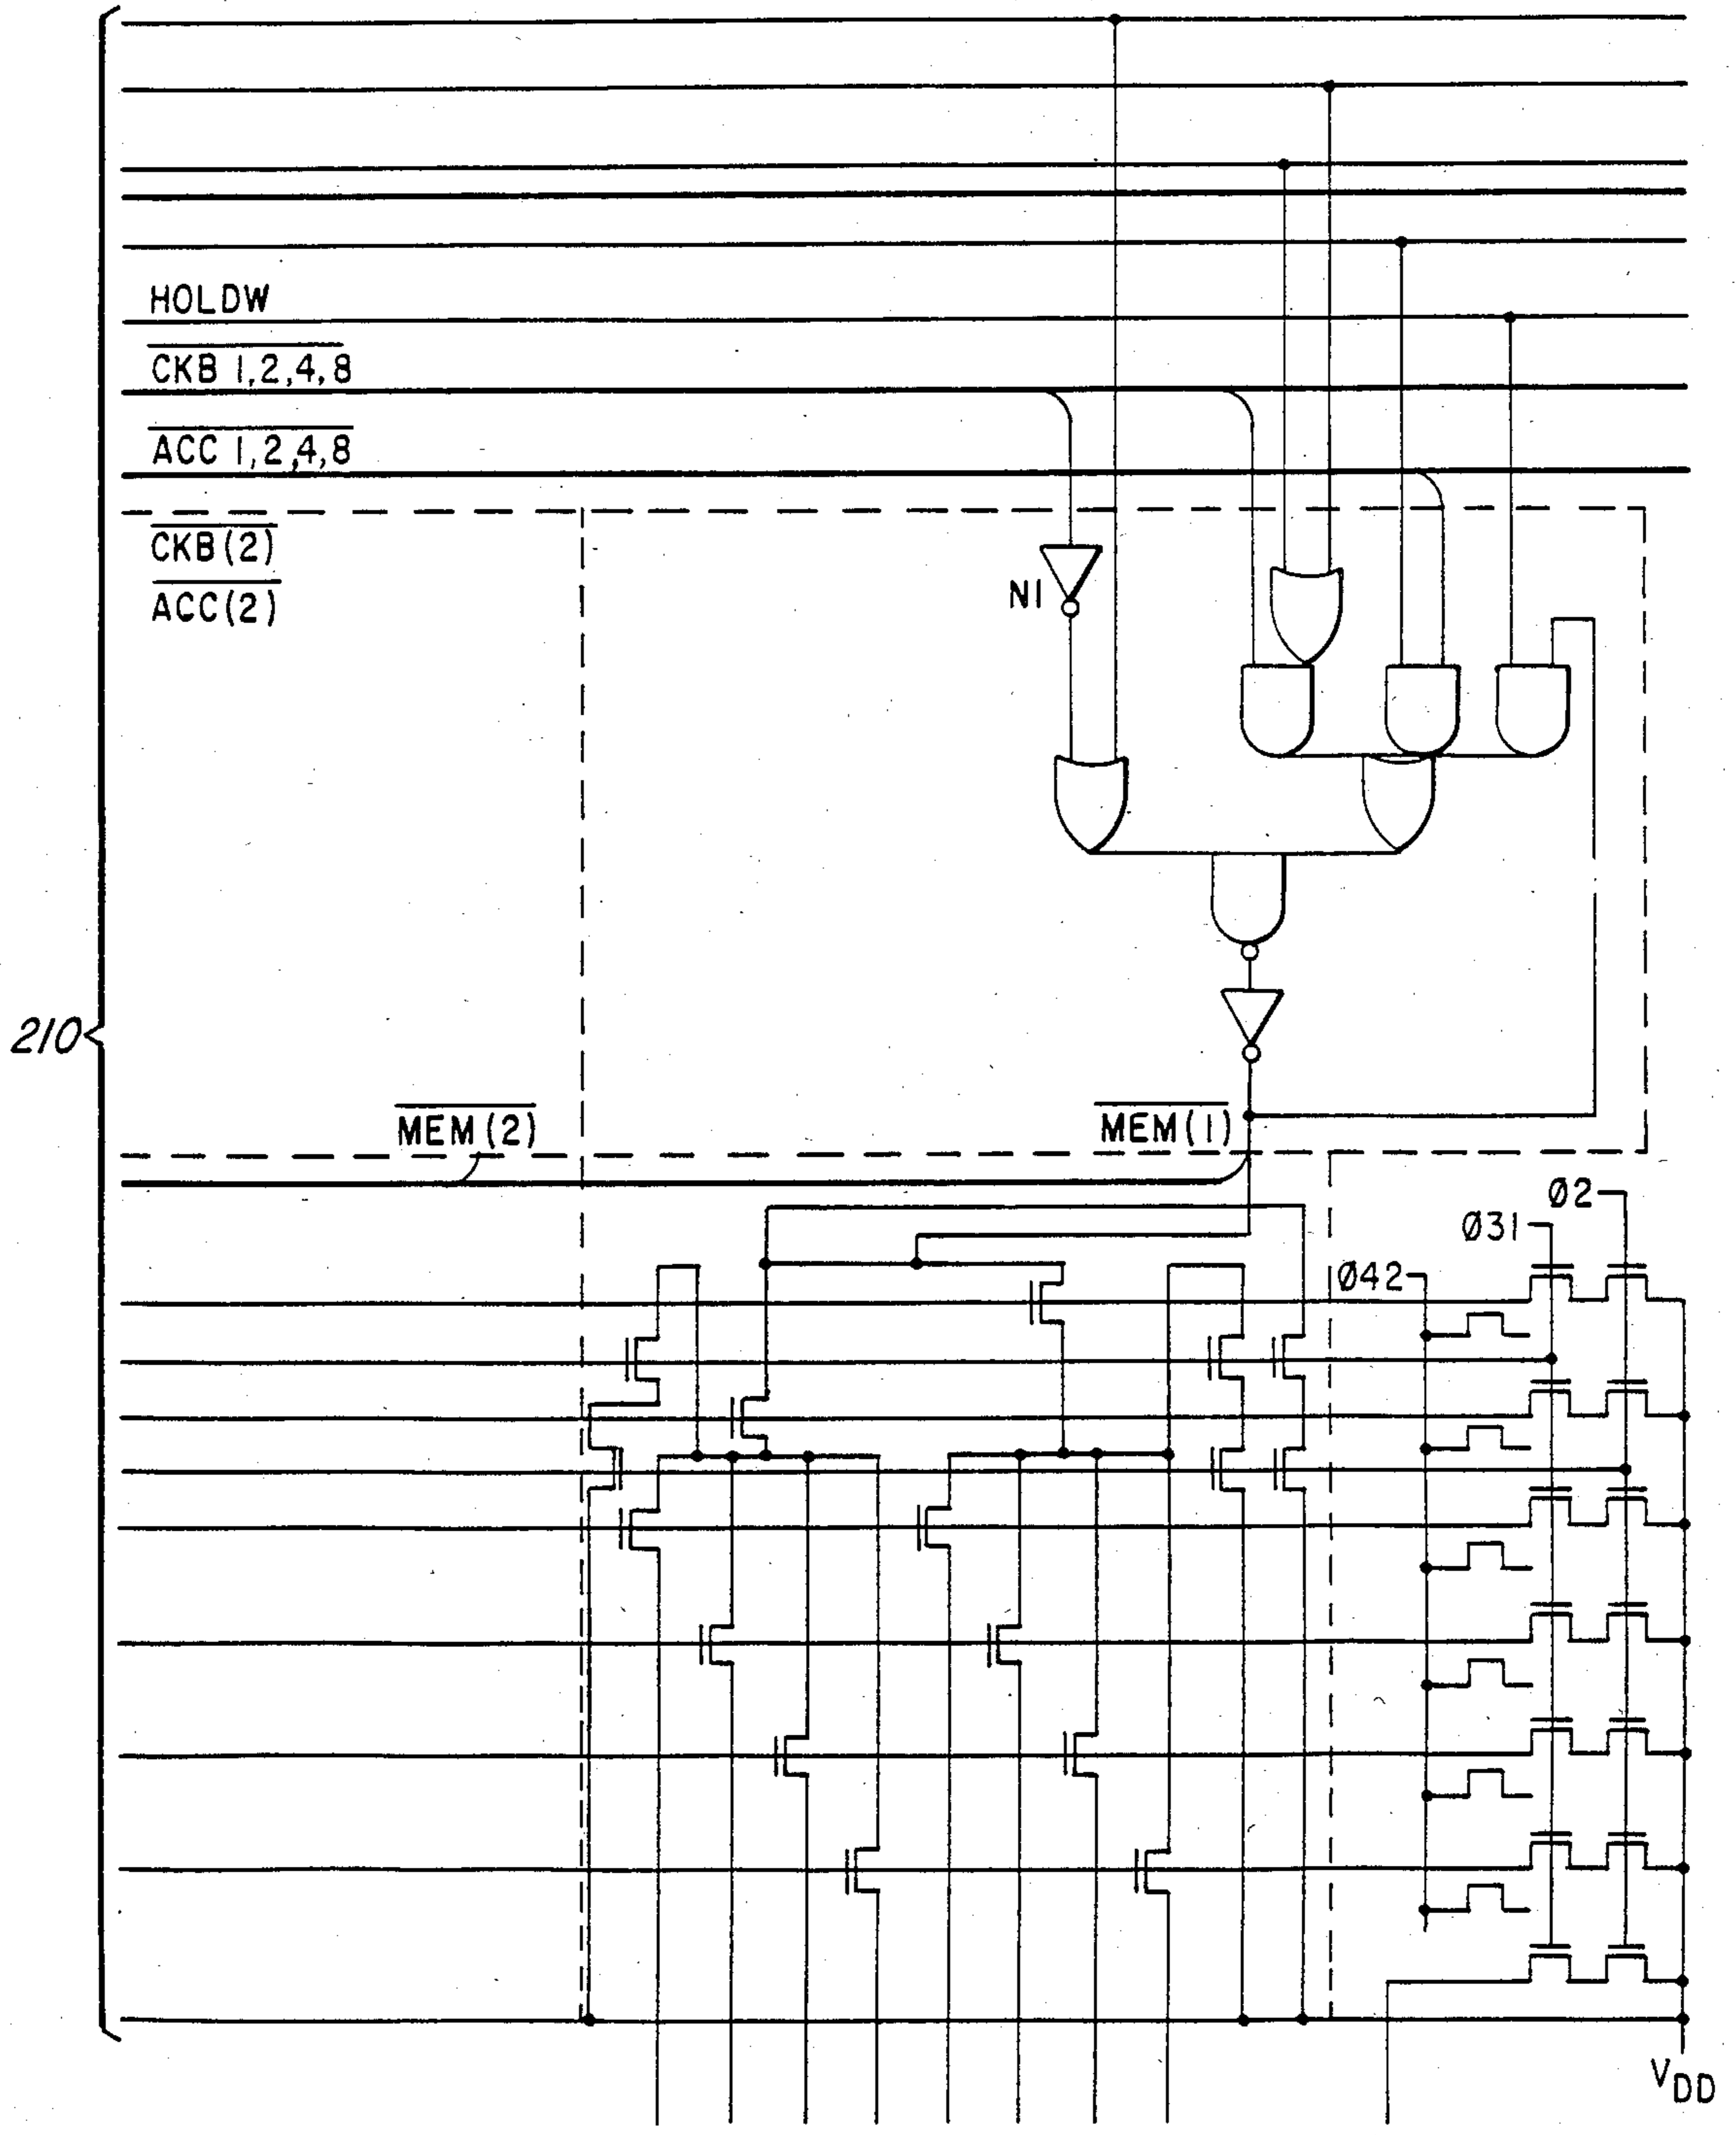 HOLDW
CKB 1,2,4,8
ACC 1,2,4,8
CKB(2)
ACC(2)
N1
210
MEM(2)
MEM(1)
Ø2
Ø31
Ø42
VDD